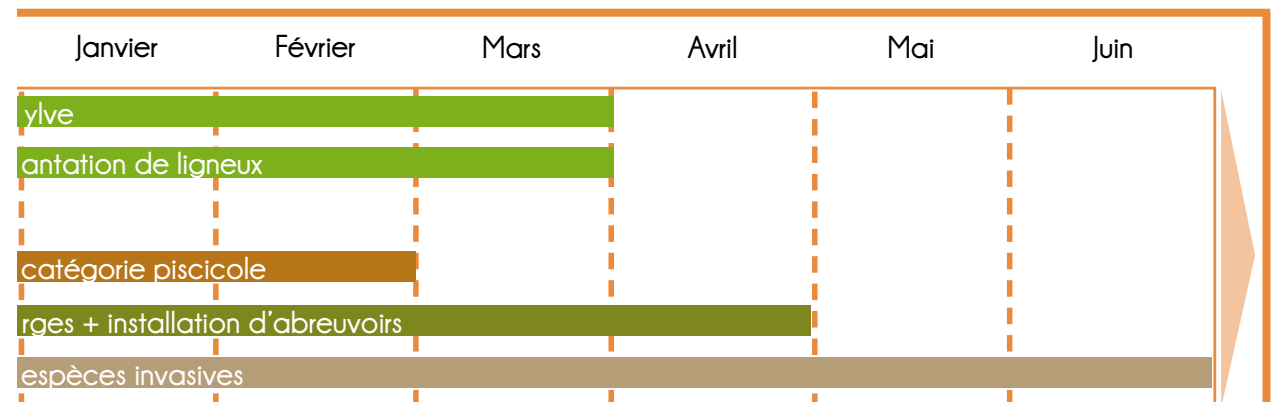 Janvier Février Mars Avril Mai Juin
ylve
antation de ligneux
catégorie piscicole
rges + installation d'abreuvoirs
espèces invasives